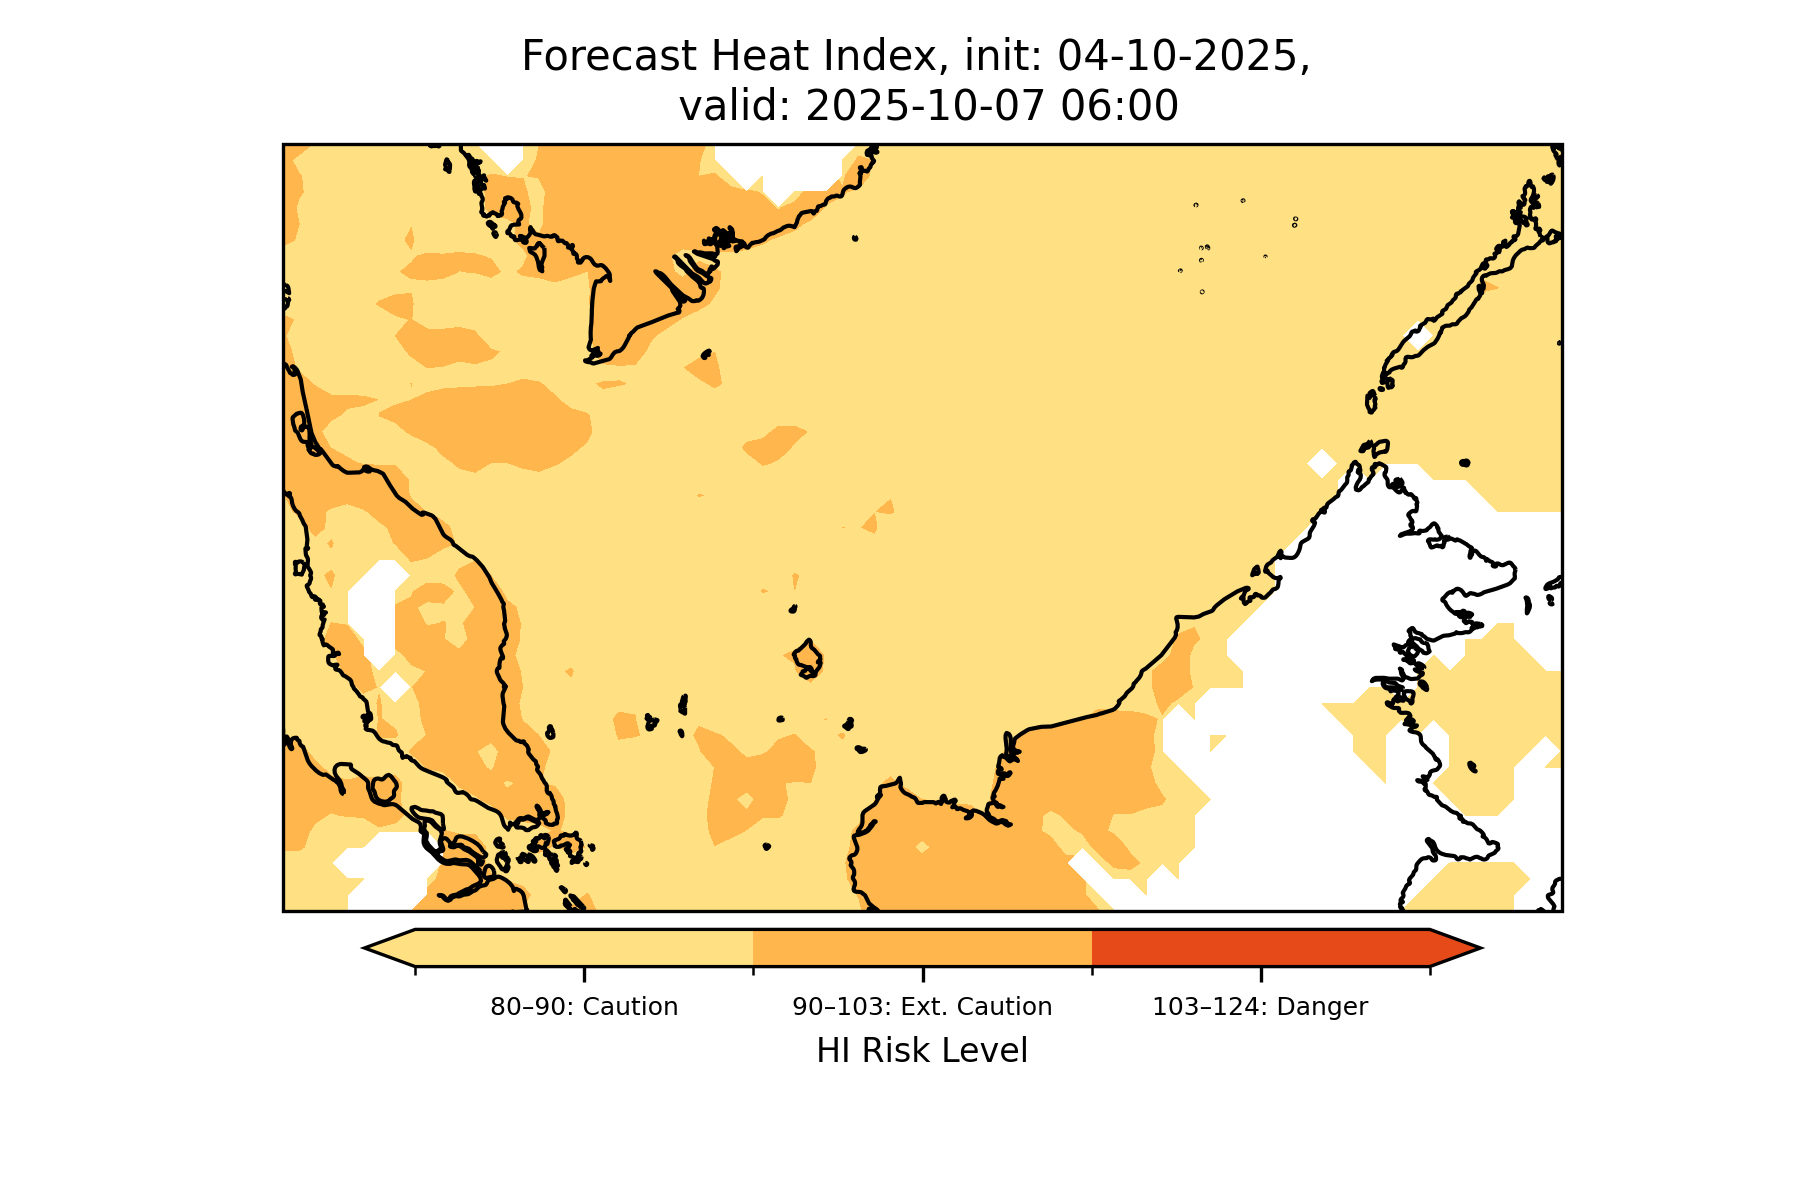 Forecast Heat Index, init: 04-10-2025,
valid: 2025-10-07 06:00
80–90: Caution
90–103: Ext. Caution
103–124: Danger
HI Risk Level